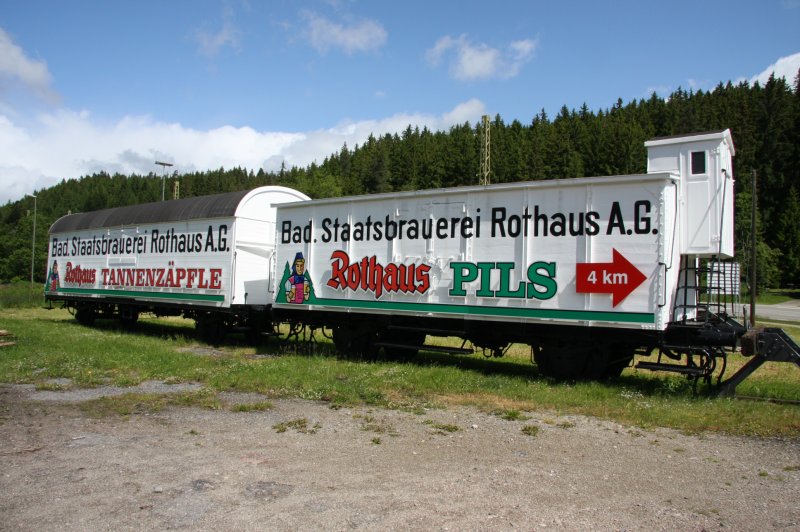 Bad. Staatsbrauerei Rothaus A.G.
Rothaus TANNENZÄPFLE
Bad. Staatsbrauerei Rothaus A.G.
Rothaus PILS 4 km